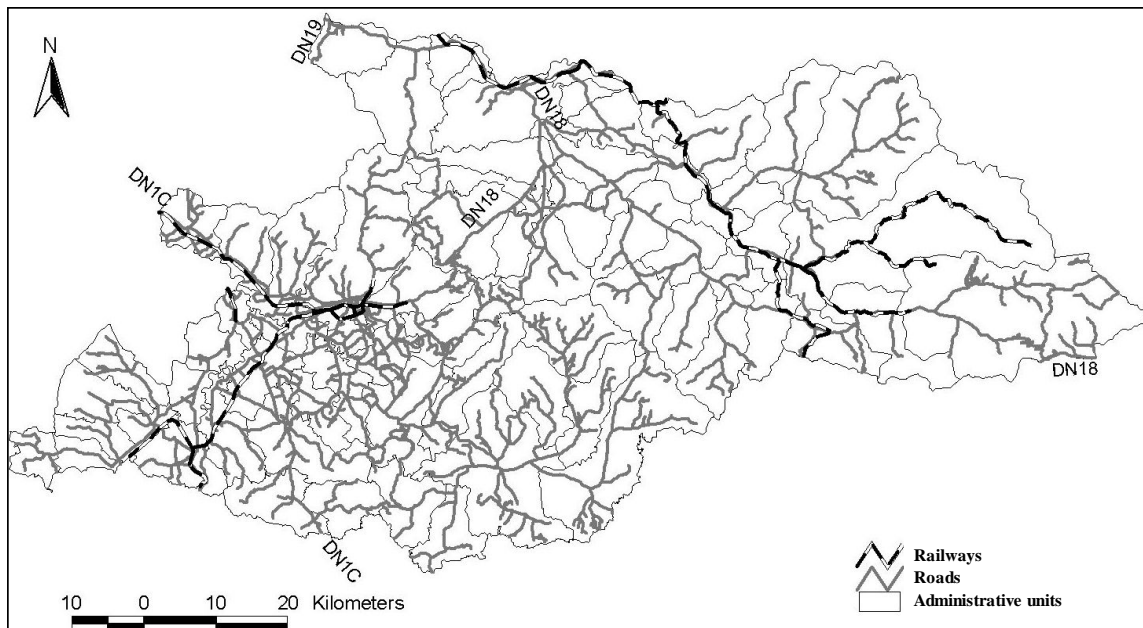 DN19
N
DN18
DN1C
DN18
DN18
DN1C
Railways
Roads
Administrative units
10 0 10 20 Kilometers